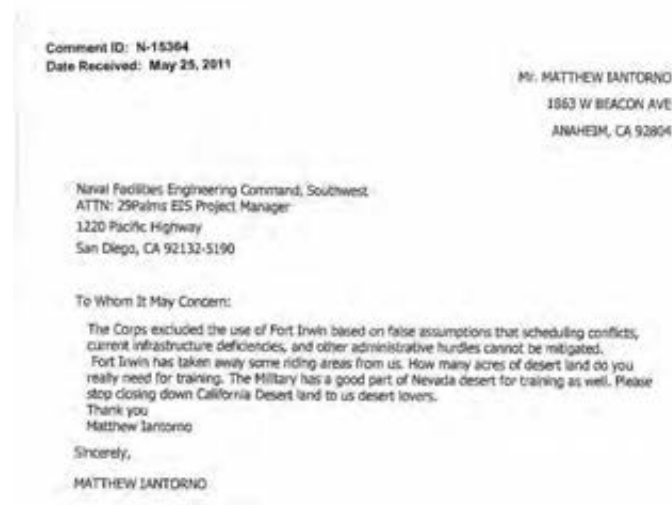 Comment ID: N-15364
Date Received: May 25, 2011
Mr. MATTHEW IANTORNO
1863 W BEACON AVE
ANAHEIM, CA 92804
Naval Facilities Engineering Command, Southwest
ATTN: 29Palms EIS Project Manager
1220 Pacific Highway
San Diego, CA 92132-5190
To Whom It May Concern:
The Corps excluded the use of Fort Irwin based on false assumptions that scheduling conflicts,
current infrastructure deficiencies, and other administrative hurdles cannot be mitigated.
Fort Irwin has taken away some riding areas from us. How many acres of desert land do you
really need for training. The Military has a good part of Nevada desert for training as well. Please
stop closing down California Desert land to us desert lovers.
Thank you
Matthew Iantorno
Sincerely,
MATTHEW IANTORNO